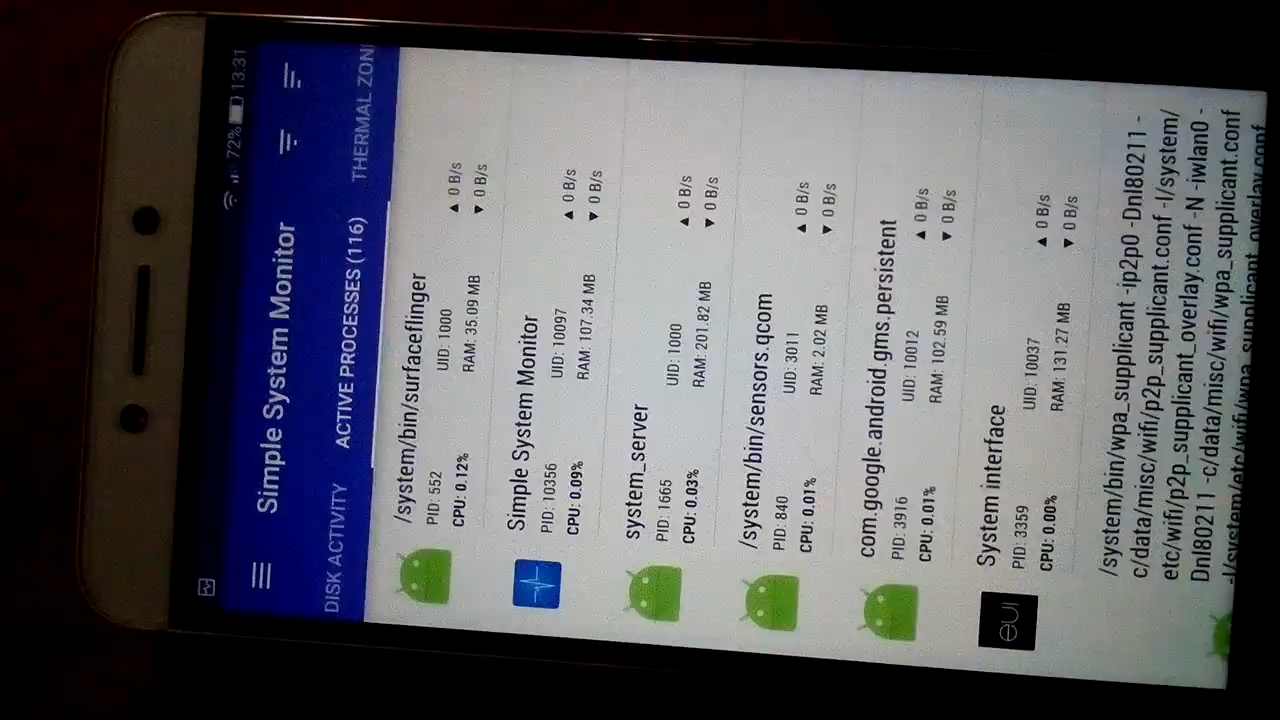 72% 13:31
Simple System Monitor
DISK ACTIVITY ACTIVE PROCESSES (116) THERMAL ZON
/system/bin/surfaceflinger
PID: 552 UID: 1000 ▲ 0 B/s
CPU: 0.12% RAM: 35.09 MB ▼ 0 B/s
Simple System Monitor
PID: 10356 UID: 10097 ▲ 0 B/s
CPU: 0.09% RAM: 107.34 MB ▼ 0 B/s
system_server
PID: 1665 UID: 1000 ▲ 0 B/s
CPU: 0.03% RAM: 201.82 MB ▼ 0 B/s
/system/bin/sensors.qcom
PID: 840 UID: 3011 ▲ 0 B/s
CPU: 0.01% RAM: 2.02 MB ▼ 0 B/s
com.google.android.gms.persistent
PID: 3916 UID: 10012 ▲ 0 B/s
CPU: 0.01% RAM: 102.59 MB ▼ 0 B/s
eui
System interface
PID: 3359 UID: 10037 ▲ 0 B/s
CPU: 0.00% RAM: 131.27 MB ▼ 0 B/s
/system/bin/wpa_supplicant -ip2p0 -Dnl80211 -
c/data/misc/wifi/p2p_supplicant.conf -I/system/
etc/wifi/p2p_supplicant_overlay.conf -N -iwlan0 -
Dnl80211 -c/data/misc/wifi/wpa_supplicant.conf
-I/system/etc/wifi/wpa_supplicant_overlay.conf